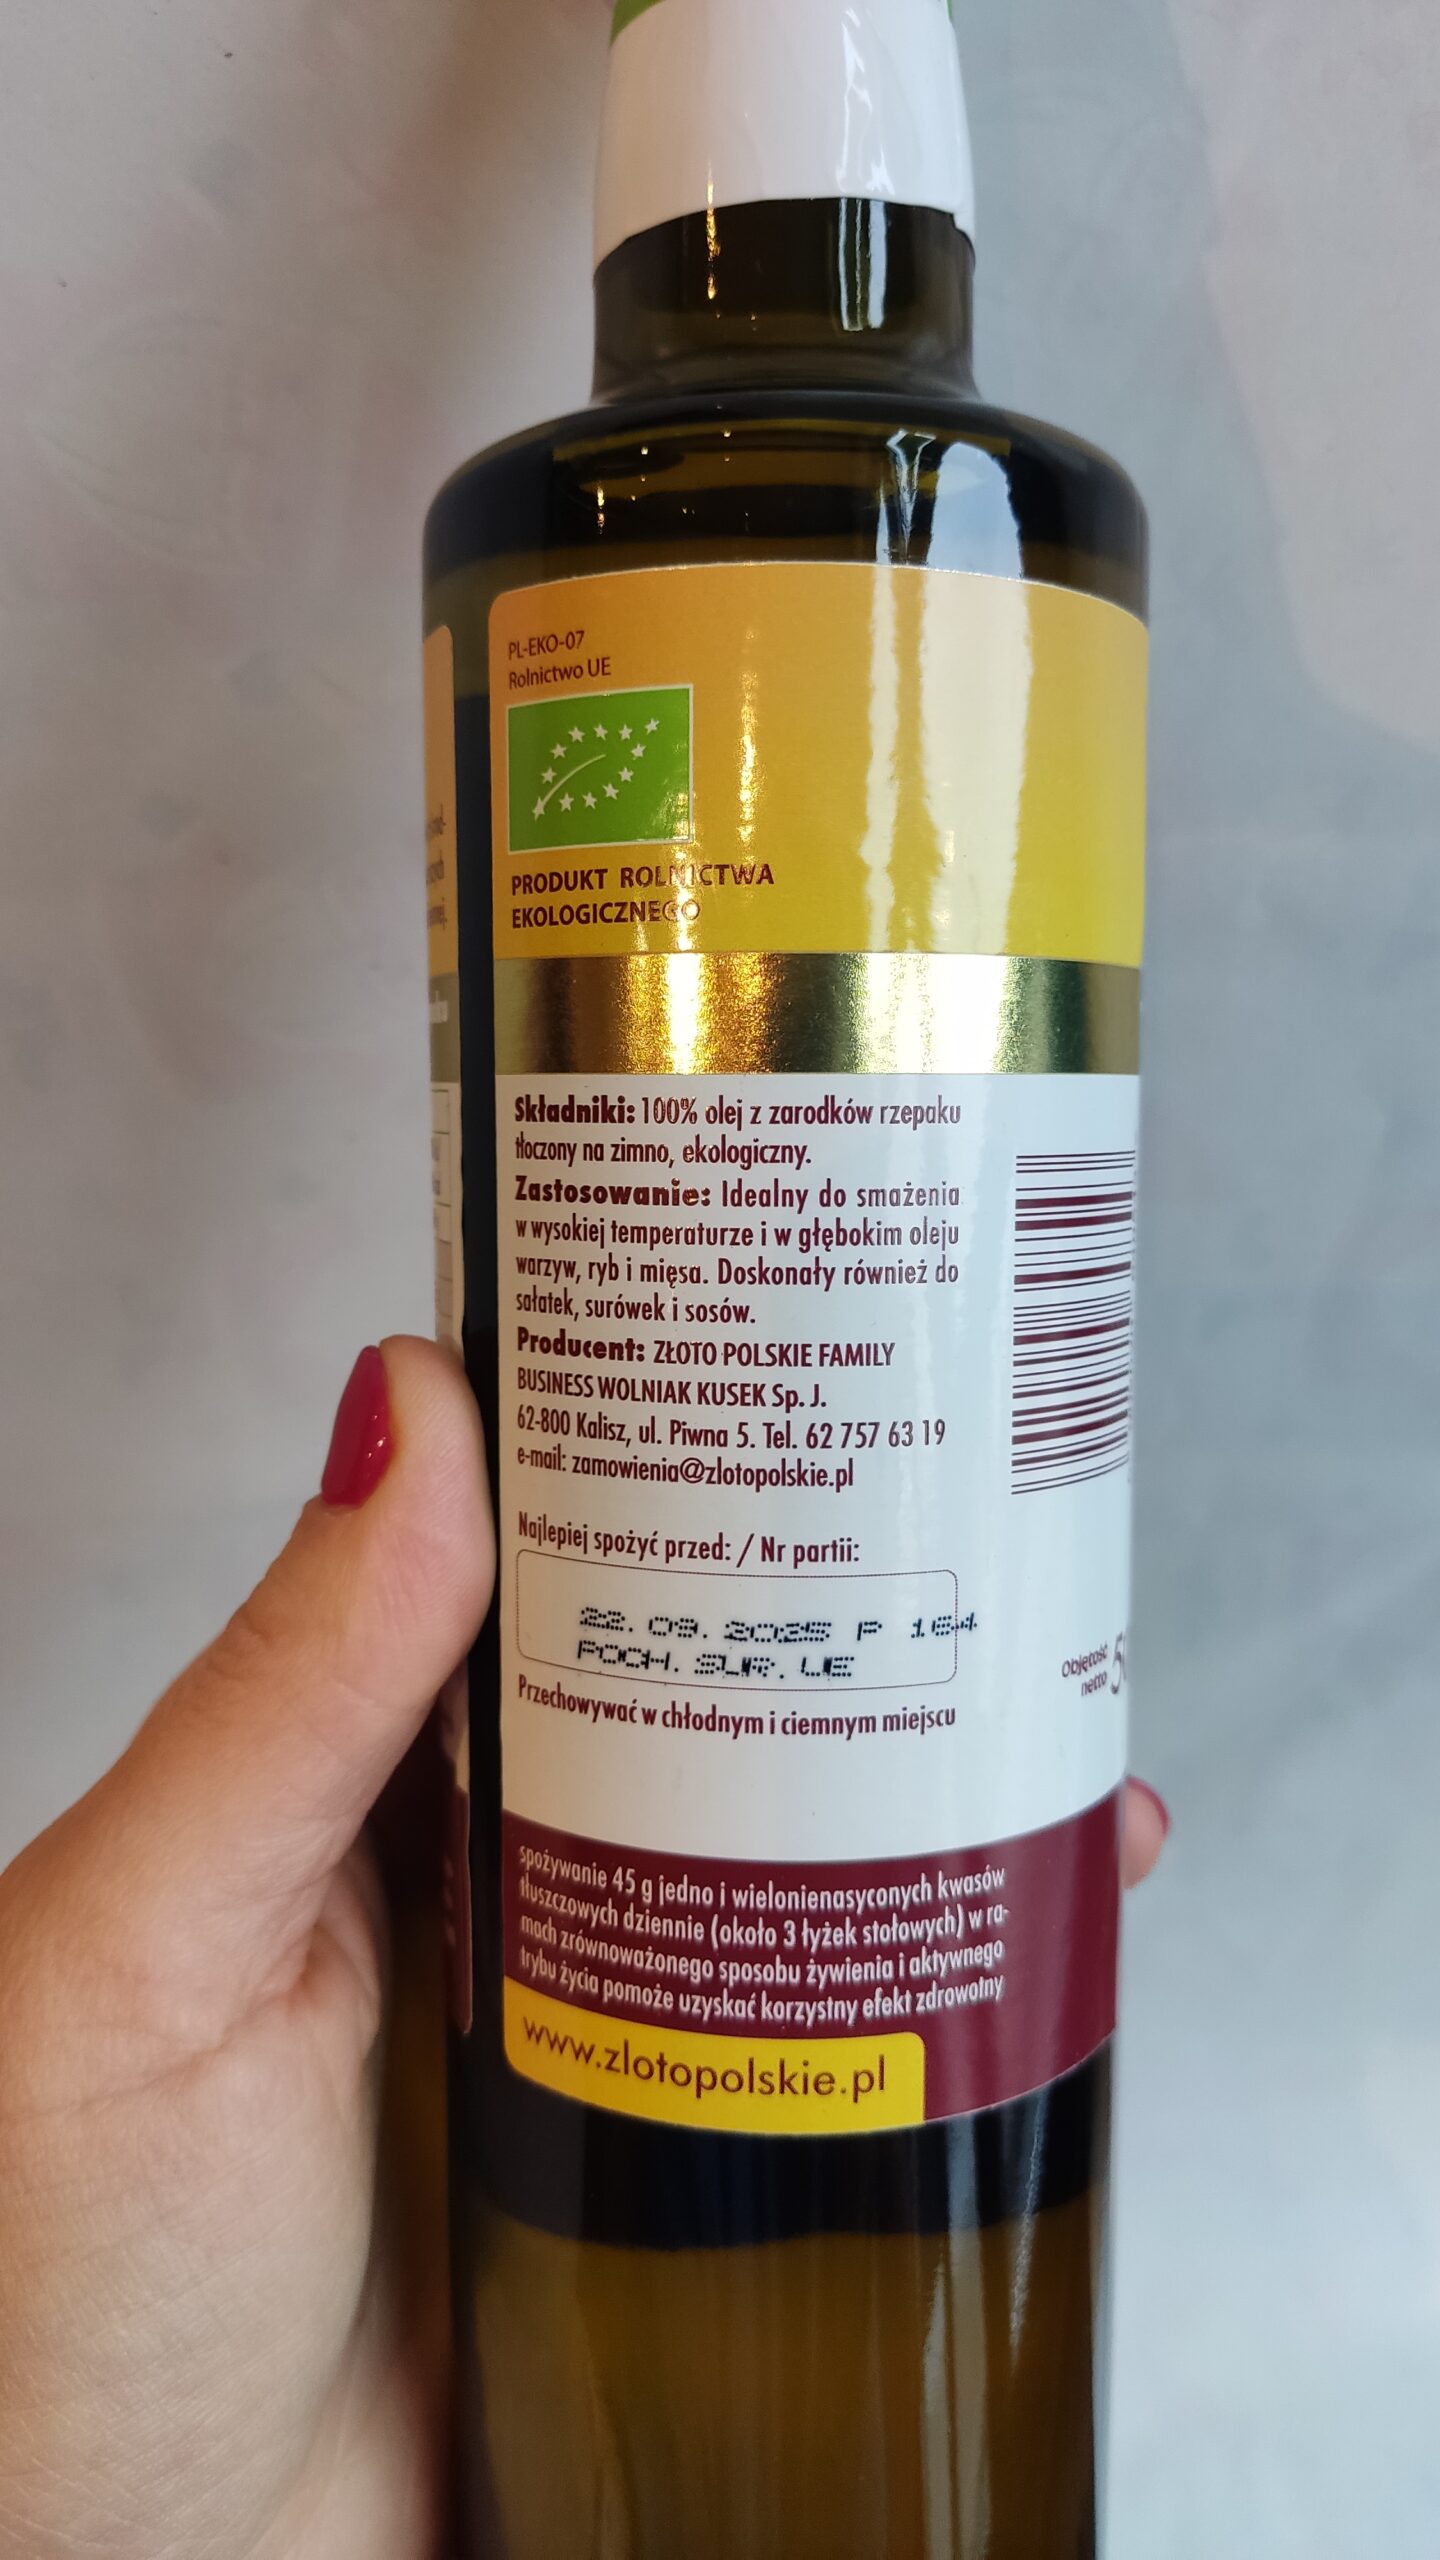 PL-EKO-07
Rolnictwo UE
PRODUKT ROLNICTWA
EKOLOGICZNEGO
Składniki: 100% olej z zarodków rzepaku
tłoczony na zimno, ekologiczny.
Zastosowanie: Idealny do smażenia
w wysokiej temperaturze i w głębokim oleju
warzyw, ryb i mięsa. Doskonały również do
sałatek, surówek i sosów.
Producent: ZŁOTO POLSKIE FAMILY
BUSINESS WOLNIAK KUSEK Sp. J.
62-800 Kalisz, ul. Piwna 5. Tel. 62 757 63 19
e-mail: zamowienia@zlotopolskie.pl
Najlepiej spożyć przed: / Nr partii:
22.09.2025 P 164
POCH. SUR. UE
Przechowywać w chłodnym i ciemnym miejscu
Objętość
netto
spożywanie 45 g jedno i wielonienasyconych kwasów
tłuszczowych dziennie (około 3 łyżek stołowych) w ra-
mach zrównoważonego sposobu żywienia i aktywnego
trybu życia pomoże uzyskać korzystny efekt zdrowotny
www.zlotopolskie.pl